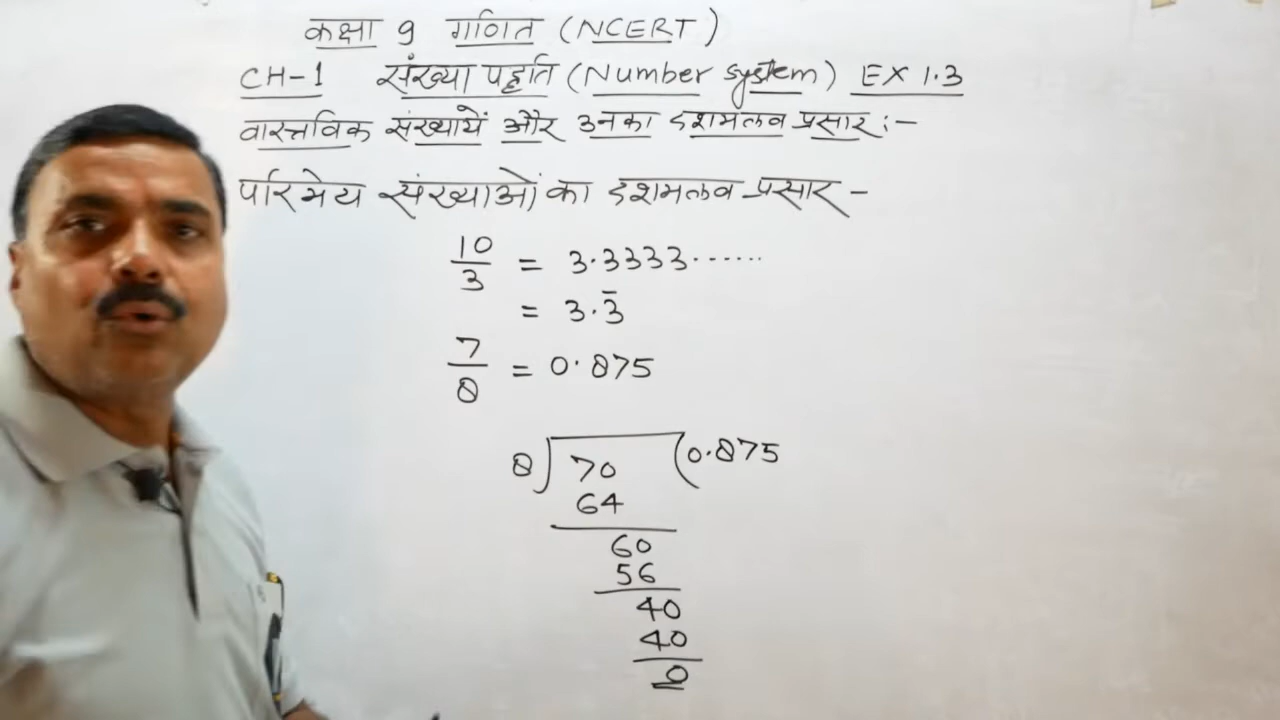 कक्षा 9 गणित (NCERT)
CH-1 संख्या पद्दति (Number system) EX 1.3
वास्तविक संख्यायें और उनका दशमलव प्रसार :-
परिमेय संख्याओं का दशमलव प्रसार -
10/3 = 3.3333......
= 3.3̄
7/8 = 0.875
8) 70 (0.875
64
60
56
40
40
0